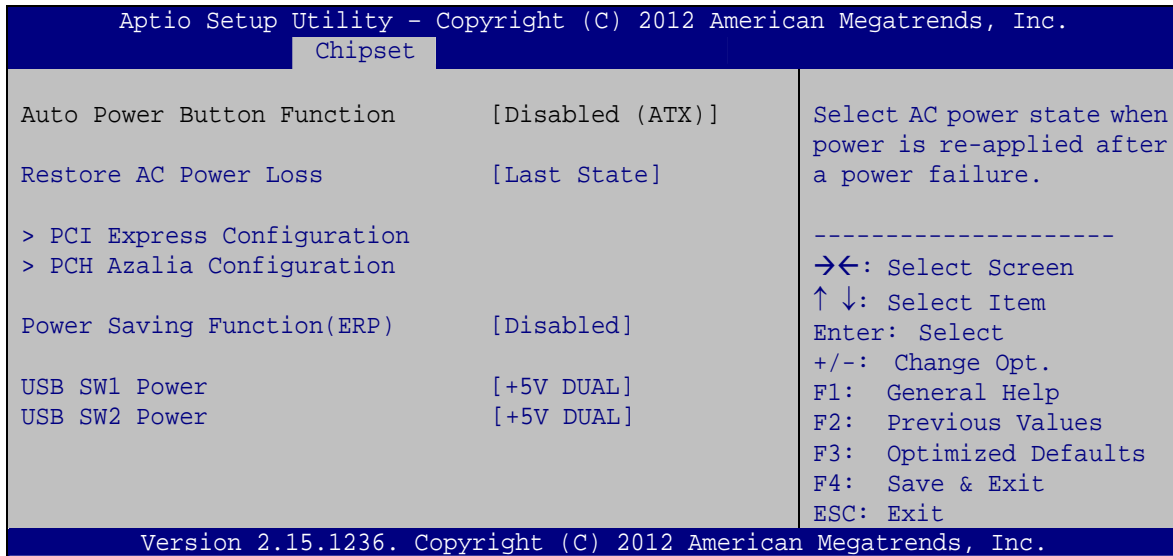 Aptio Setup Utility – Copyright (C) 2012 American Megatrends, Inc.
Chipset
Auto Power Button Function [Disabled (ATX)]
Restore AC Power Loss [Last State]
> PCI Express Configuration
> PCH Azalia Configuration
Power Saving Function(ERP) [Disabled]
USB SW1 Power [+5V DUAL]
USB SW2 Power [+5V DUAL]
Select AC power state when
power is re-applied after
a power failure.
---------------------
→←: Select Screen
↑ ↓: Select Item
Enter: Select
+/-: Change Opt.
F1: General Help
F2: Previous Values
F3: Optimized Defaults
F4: Save & Exit
ESC: Exit
Version 2.15.1236. Copyright (C) 2012 American Megatrends, Inc.